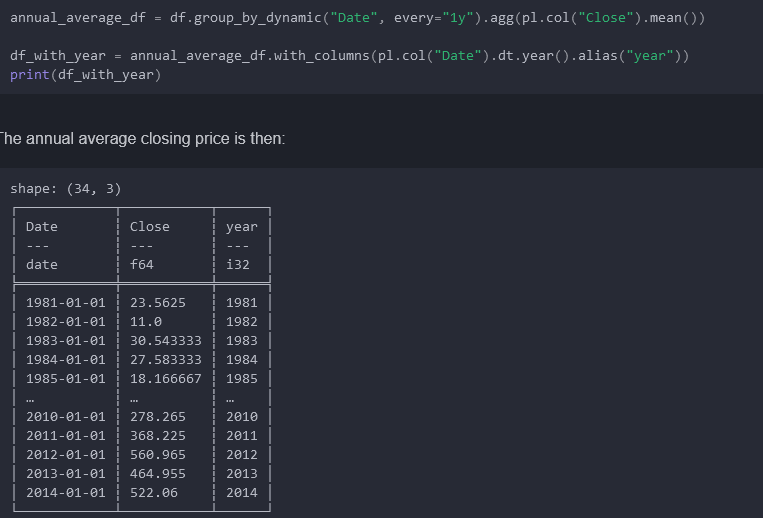 annual_average_df = df.group_by_dynamic("Date", every="1y").agg(pl.col("Close").mean())
df_with_year = annual_average_df.with_columns(pl.col("Date").dt.year().alias("year"))
print(df_with_year)
The annual average closing price is then:
shape: (34, 3)
Date Close year
--- --- ---
date f64 i32
1981-01-01 23.5625 1981
1982-01-01 11.0 1982
1983-01-01 30.543333 1983
1984-01-01 27.583333 1984
1985-01-01 18.166667 1985
… … …
2010-01-01 278.265 2010
2011-01-01 368.225 2011
2012-01-01 560.965 2012
2013-01-01 464.955 2013
2014-01-01 522.06 2014